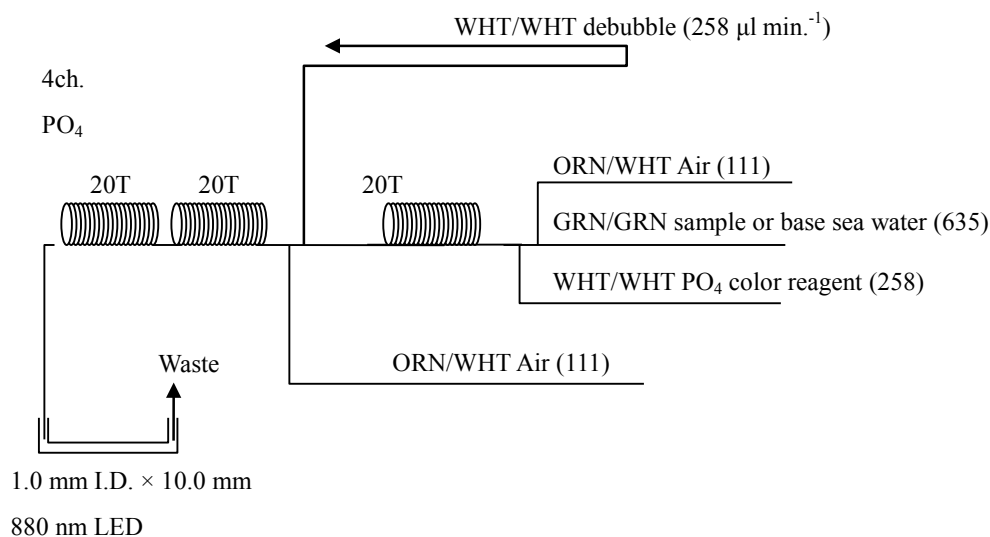 WHT/WHT debubble (258 μl min.-1)
4ch.
PO4
20T
20T
20T
ORN/WHT Air (111)
GRN/GRN sample or base sea water (635)
WHT/WHT PO4 color reagent (258)
ORN/WHT Air (111)
Waste
1.0 mm I.D. × 10.0 mm
880 nm LED